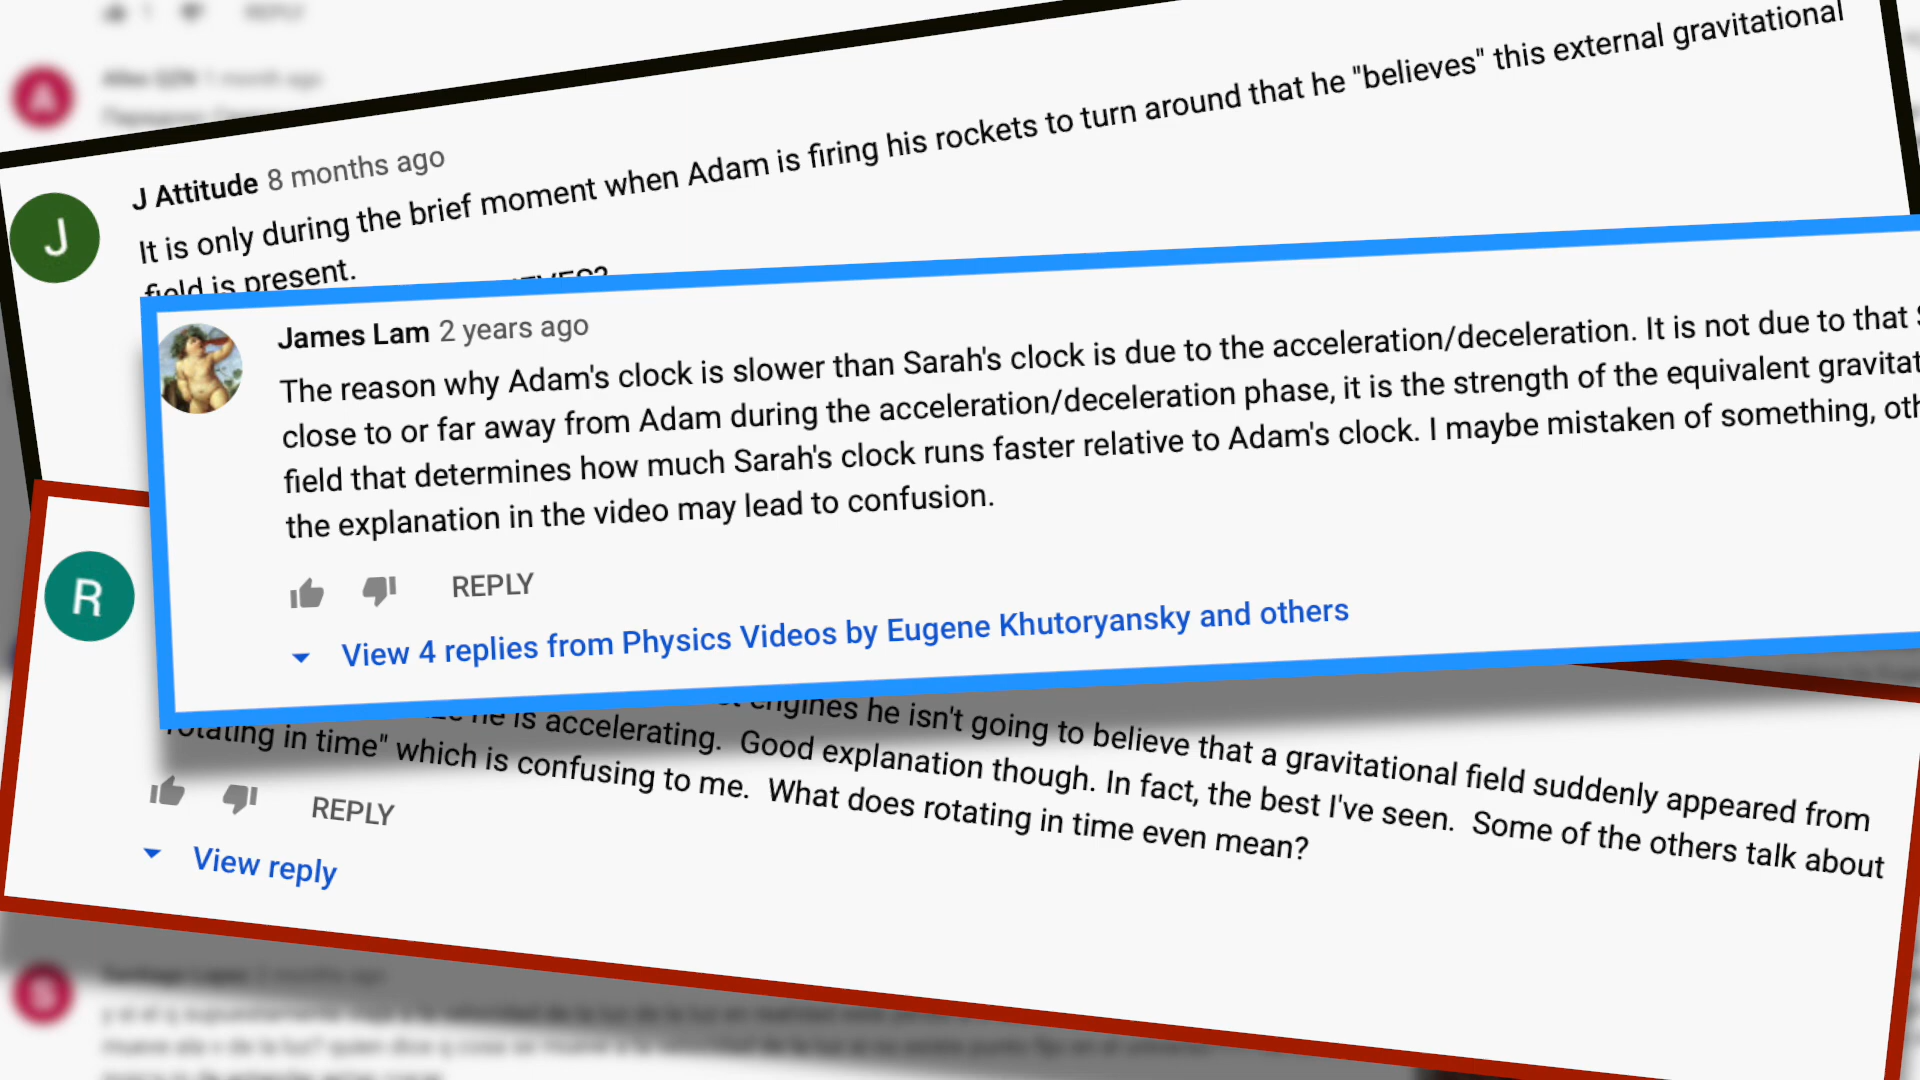 REPLY
J Attitude 8 months ago
It is only during the brief moment when Adam is firing his rockets to turn around that he "believes" this external gravitational
field is present.
J
James Lam 2 years ago
The reason why Adam's clock is slower than Sarah's clock is due to the acceleration/deceleration. It is not due to that
close to or far away from Adam during the acceleration/deceleration phase, it is the strength of the equivalent gravitat
field that determines how much Sarah's clock runs faster relative to Adam's clock. I maybe mistaken of something, oth
the explanation in the video may lead to confusion.
REPLY
View 4 replies from Physics Videos by Eugene Khutoryansky and others
R
engines he isn't going to believe that a gravitational field suddenly appeared from
he is accelerating. Good explanation though. In fact, the best I've seen. Some of the others talk about
rotating in time" which is confusing to me. What does rotating in time even mean?
REPLY
View reply